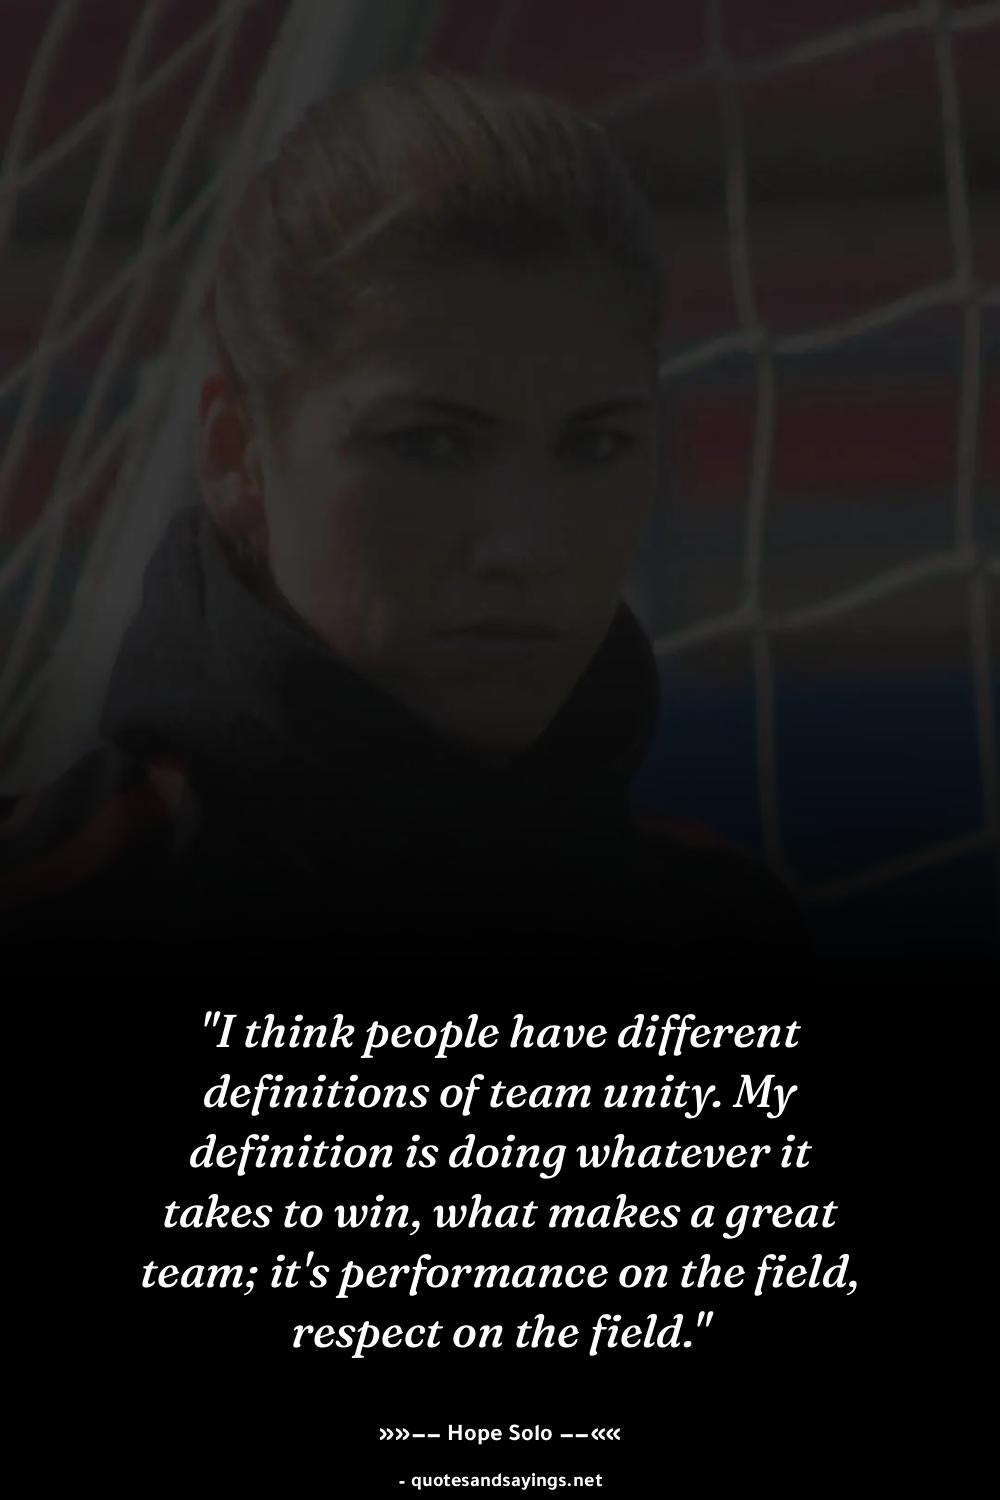 "I think people have different
definitions of team unity. My
definition is doing whatever it
takes to win, what makes a great
team; it's performance on the field,
respect on the field."
»»–– Hope Solo ––««
- quotesandsayings.net